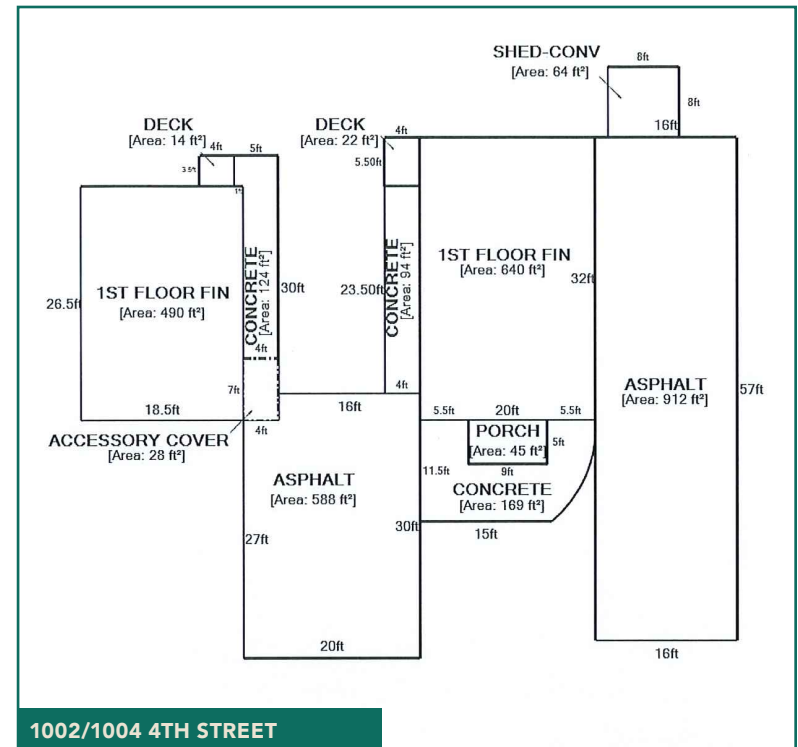 SHED-CONV
[Area: 64 ft²]
8ft
8ft
16ft
DECK
[Area: 14 ft²]
4ft
5ft
3.5ft
1ft
DECK
[Area: 22 ft²]
4ft
5.50ft
1ST FLOOR FIN
[Area: 490 ft²]
26.5ft
18.5ft
CONCRETE
[Area: 124 ft²]
30ft
4ft
7ft
4ft
ACCESSORY COVER
[Area: 28 ft²]
23.50ft
CONCRETE
[Area: 94 ft²]
4ft
16ft
1ST FLOOR FIN
[Area: 640 ft²]
32ft
5.5ft
20ft
5.5ft
PORCH
[Area: 45 ft²]
5ft
9ft
11.5ft
CONCRETE
[Area: 169 ft²]
15ft
ASPHALT
[Area: 588 ft²]
27ft
30ft
20ft
ASPHALT
[Area: 912 ft²]
57ft
16ft
1002/1004 4TH STREET